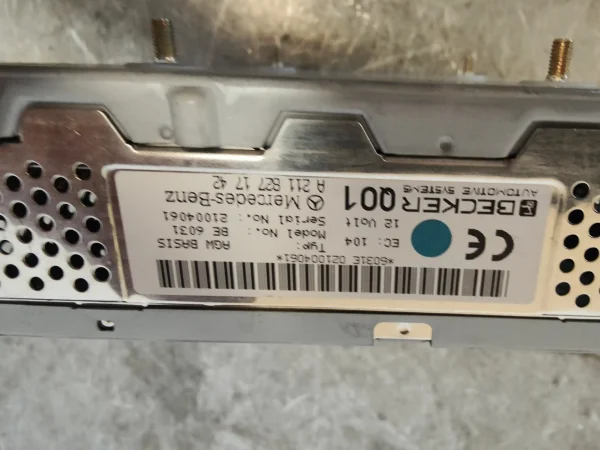 BECKER
AUTOMOTIVE SYSTEMS
Q01
Mercedes-Benz
A 211 827 17 42
12 Volt
EC: 104
CE
Typ: AGW BASIS
Model No.: BE 6031
Serial No.: 21004061
*6031E 021004061*